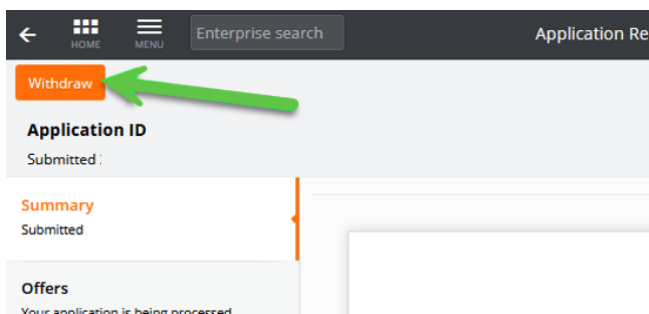 HOME
MENU
Enterprise search
Application Re
Withdraw
Application ID
Submitted
Summary
Submitted
Offers
Your application is being processed